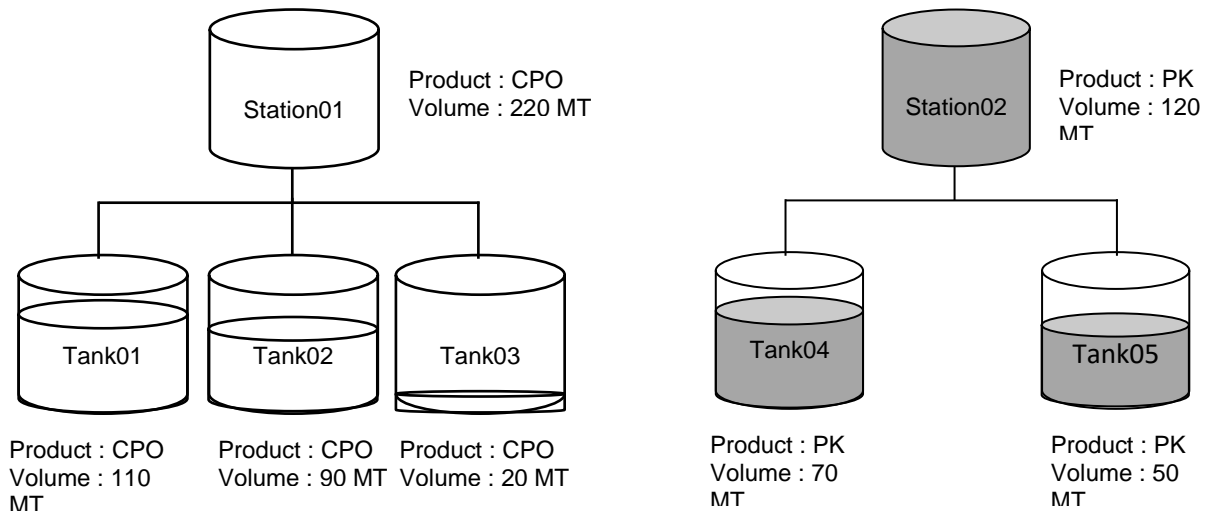 Station01
Product : CPO
Volume : 220 MT
Station02
Product : PK
Volume : 120
MT
Tank01
Tank02
Tank03
Tank04
Tank05
Product : CPO
Volume : 110
MT
Product : CPO
Volume : 90 MT
Product : CPO
Volume : 20 MT
Product : PK
Volume : 70
MT
Product : PK
Volume : 50
MT